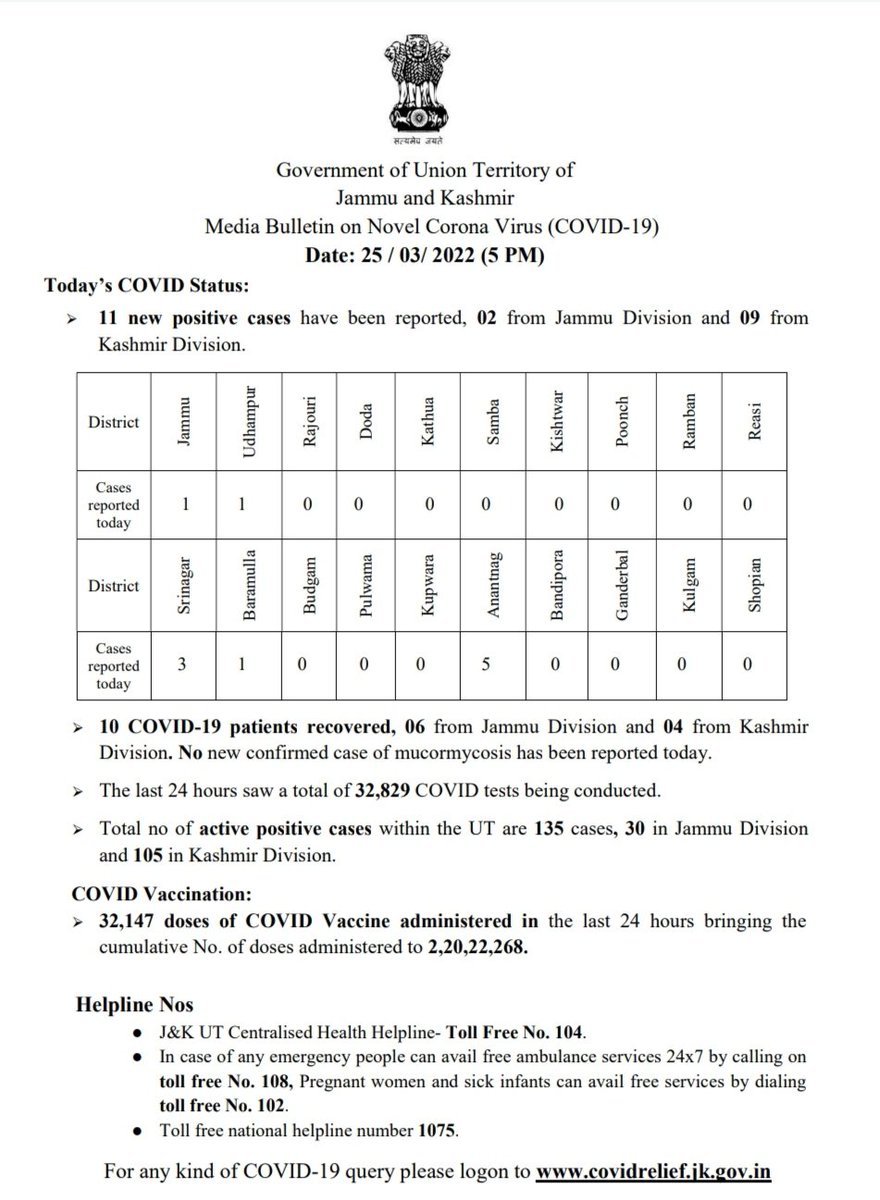 सत्यमेव जयते
Government of Union Territory of
Jammu and Kashmir
Media Bulletin on Novel Corona Virus (COVID-19)
Date: 25 / 03/ 2022 (5 PM)
Today’s COVID Status:
➢ 11 new positive cases have been reported, 02 from Jammu Division and 09 from
Kashmir Division.
District Jammu Udhampur Rajouri Doda Kathua Samba Kishtwar Poonch Ramban Reasi
Cases
reported
today 1 1 0 0 0 0 0 0 0 0
District Srinagar Baramulla Budgam Pulwama Kupwara Anantnag Bandipora Ganderbal Kulgam Shopian
Cases
reported
today 3 1 0 0 0 5 0 0 0 0
➢ 10 COVID-19 patients recovered, 06 from Jammu Division and 04 from Kashmir
Division. No new confirmed case of mucormycosis has been reported today.
➢ The last 24 hours saw a total of 32,829 COVID tests being conducted.
➢ Total no of active positive cases within the UT are 135 cases, 30 in Jammu Division
and 105 in Kashmir Division.
COVID Vaccination:
➢ 32,147 doses of COVID Vaccine administered in the last 24 hours bringing the
cumulative No. of doses administered to 2,20,22,268.
Helpline Nos
● J&K UT Centralised Health Helpline- Toll Free No. 104.
● In case of any emergency people can avail free ambulance services 24x7 by calling on
toll free No. 108, Pregnant women and sick infants can avail free services by dialing
toll free No. 102.
● Toll free national helpline number 1075.
For any kind of COVID-19 query please logon to www.covidrelief.jk.gov.in